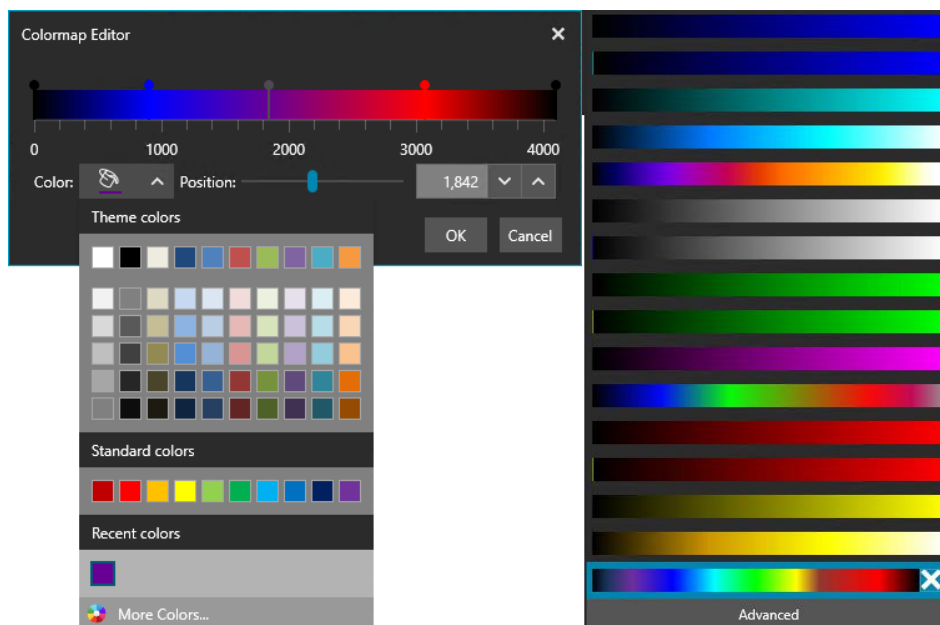 Colormap Editor
0 1000 2000 3000 4000
Color: Position: 1,842
Theme colors
OK Cancel
Standard colors
Recent colors
More Colors...
Advanced